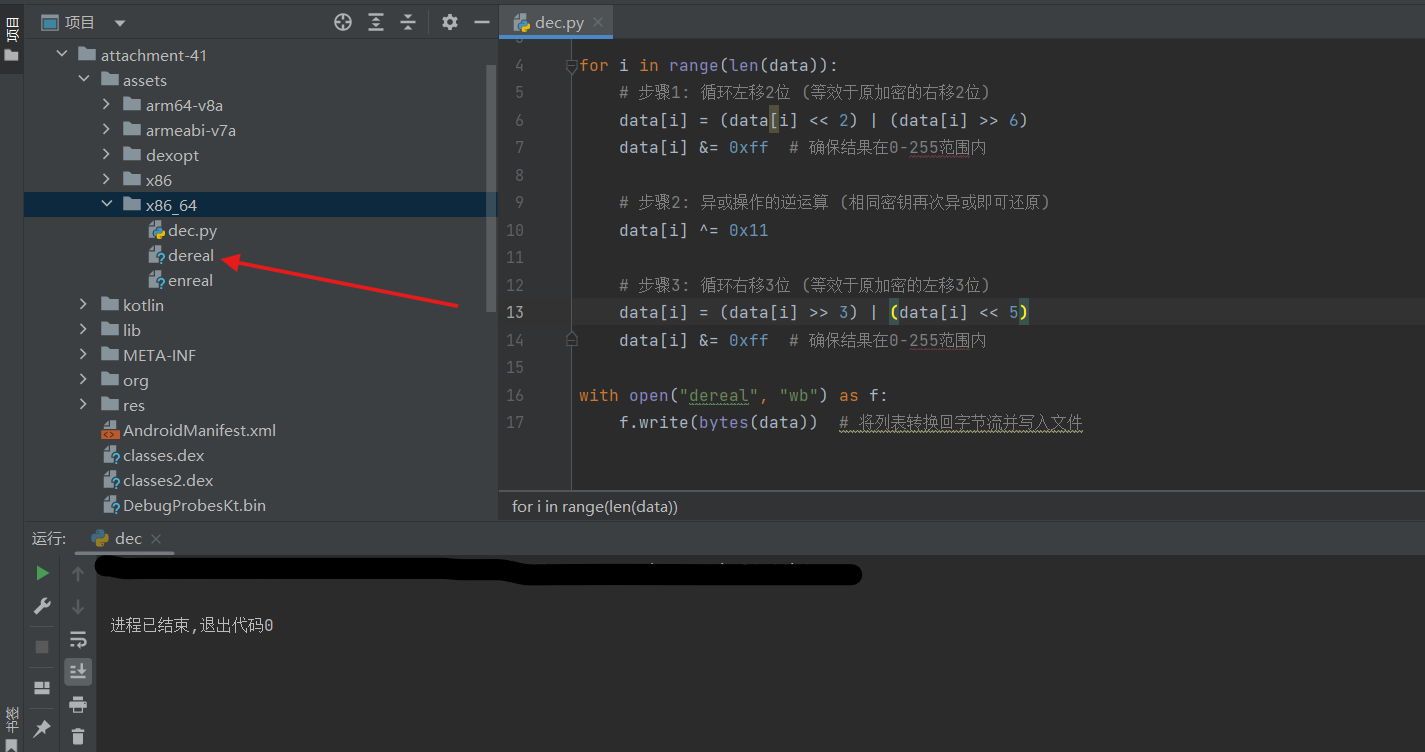 项目
项目
attachment-41
assets
arm64-v8a
armeabi-v7a
dexopt
x86
x86_64
dec.py
dereal
enreal
kotlin
lib
META-INF
org
res
AndroidManifest.xml
classes.dex
classes2.dex
DebugProbesKt.bin
dec.py
4 for i in range(len(data)):
5 # 步骤1: 循环左移2位 (等效于原加密的右移2位)
6 data[i] = (data[i] << 2) | (data[i] >> 6)
7 data[i] &= 0xff # 确保结果在0-255范围内
8
9 # 步骤2: 异或操作的逆运算 (相同密钥再次异或即可还原)
10 data[i] ^= 0x11
11
12 # 步骤3: 循环右移3位 (等效于原加密的左移3位)
13 data[i] = (data[i] >> 3) | (data[i] << 5)
14 data[i] &= 0xff # 确保结果在0-255范围内
15
16 with open("dereal", "wb") as f:
17 f.write(bytes(data)) # 将列表转换回字节流并写入文件
for i in range(len(data))
运行:
dec
进程已结束,退出代码0
书签